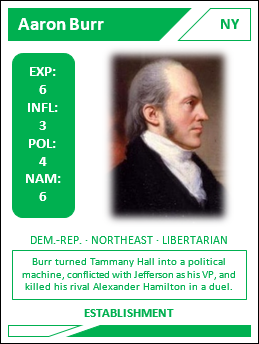 Aaron Burr NY
EXP:
6
INFL:
3
POL:
4
NAM:
6
DEM.-REP. · NORTHEAST · LIBERTARIAN
Burr turned Tammany Hall into a political
machine, conflicted with Jefferson as his VP, and
killed his rival Alexander Hamilton in a duel.
ESTABLISHMENT